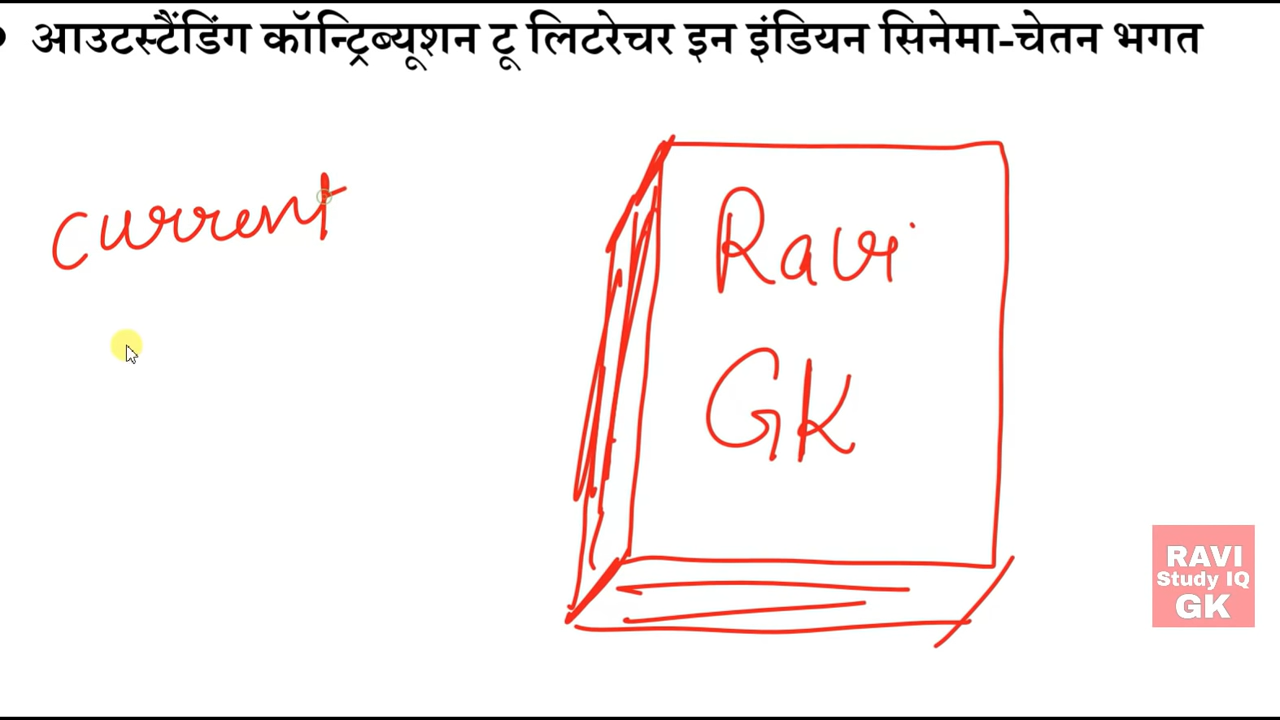 आउटस्टैंडिंग कॉन्ट्रिब्यूशन टू लिटरेचर इन इंडियन सिनेमा-चेतन भगत
current
Ravi
GK
RAVI
Study IQ
GK